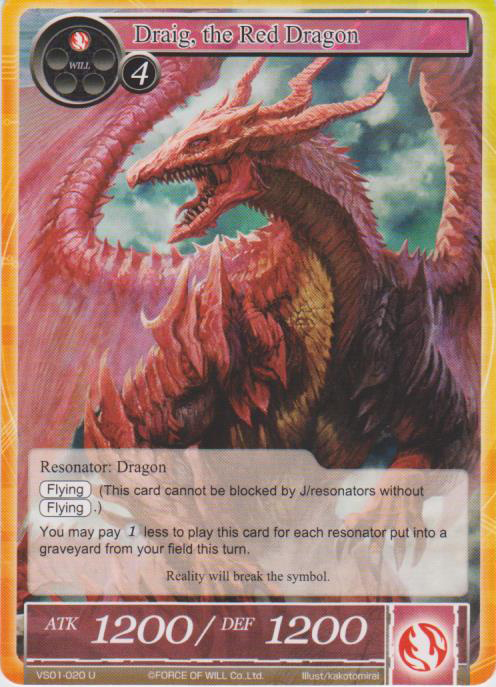 Draig, the Red Dragon
WILL
4
Resonator: Dragon
Flying (This card cannot be blocked by J/resonators without
Flying.)
You may pay 1 less to play this card for each resonator put into a
graveyard from your field this turn.
Reality will break the symbol.
ATK 1200 / DEF 1200
VS01-020 U ©FORCE OF WILL Co.,Ltd. Illust/kakotomirai